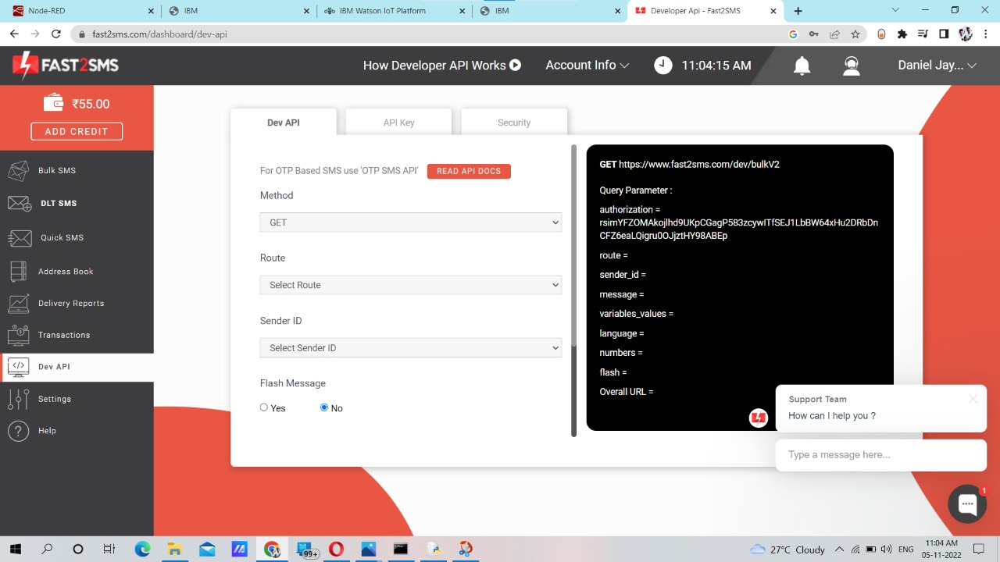 Node-RED
IBM
IBM Watson IoT Platform
IBM
Developer Api - Fast2SMS
fast2sms.com/dashboard/dev-api
FAST2SMS
How Developer API Works
Account Info
11:04:15 AM
Daniel Jay...
₹55.00
ADD CREDIT
Bulk SMS
DLT SMS
Quick SMS
Address Book
Delivery Reports
Transactions
Dev API
Settings
Help
Dev API
API Key
Security
For OTP Based SMS use 'OTP SMS API'
READ API DOCS
Method
GET
Route
Select Route
Sender ID
Select Sender ID
Flash Message
Yes
No
GET https://www.fast2sms.com/dev/bulkV2
Query Parameter :
authorization =
rsimYFZOMAkojlhd9UKpCGagP583zcywITfSEJ1LbBW64xHu2DRbDn
CFZ6eaLQigru0OJjztHY98ABEp
route =
sender_id =
message =
variables_values =
language =
numbers =
flash =
Overall URL =
Support Team
How can I help you ?
Type a message here...
1
99+
27°C Cloudy
ENG
11:04 AM
05-11-2022